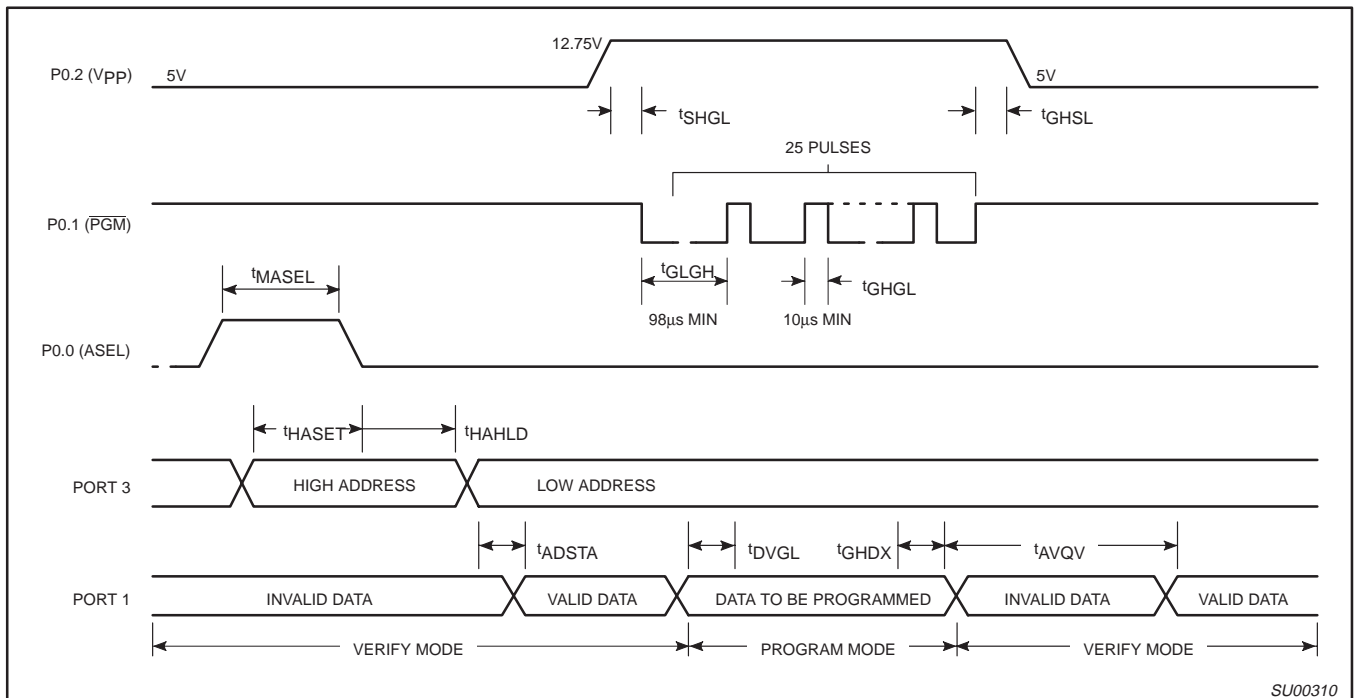 12.75V
P0.2 (VPP)
5V
5V
tSHGL
tGHSL
25 PULSES
P0.1 (PGM)
tMASEL
tGLGH
tGHGL
98µs MIN
10µs MIN
P0.0 (ASEL)
tHASET
tHAHLD
PORT 3
HIGH ADDRESS
LOW ADDRESS
tADSTA
tDVGL
tGHDX
tAVQV
PORT 1
INVALID DATA
VALID DATA
DATA TO BE PROGRAMMED
INVALID DATA
VALID DATA
VERIFY MODE
PROGRAM MODE
VERIFY MODE
SU00310